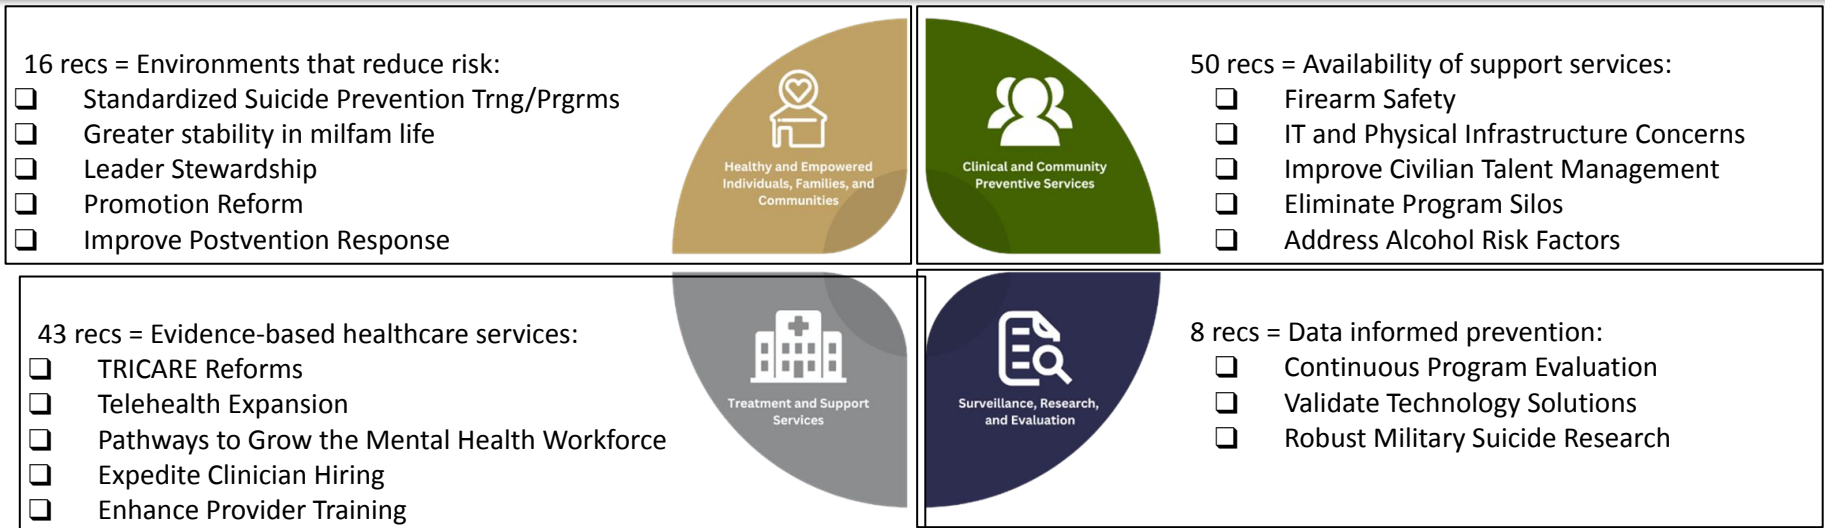 16 recs = Environments that reduce risk:
❑ Standardized Suicide Prevention Trng/Prgrms
❑ Greater stability in milfam life
❑ Leader Stewardship
❑ Promotion Reform
❑ Improve Postvention Response
Healthy and Empowered
Individuals, Families, and
Communities
Clinical and Community
Preventive Services
50 recs = Availability of support services:
❑ Firearm Safety
❑ IT and Physical Infrastructure Concerns
❑ Improve Civilian Talent Management
❑ Eliminate Program Silos
❑ Address Alcohol Risk Factors
43 recs = Evidence-based healthcare services:
❑ TRICARE Reforms
❑ Telehealth Expansion
❑ Pathways to Grow the Mental Health Workforce
❑ Expedite Clinician Hiring
❑ Enhance Provider Training
Treatment and Support
Services
Surveillance, Research,
and Evaluation
8 recs = Data informed prevention:
❑ Continuous Program Evaluation
❑ Validate Technology Solutions
❑ Robust Military Suicide Research